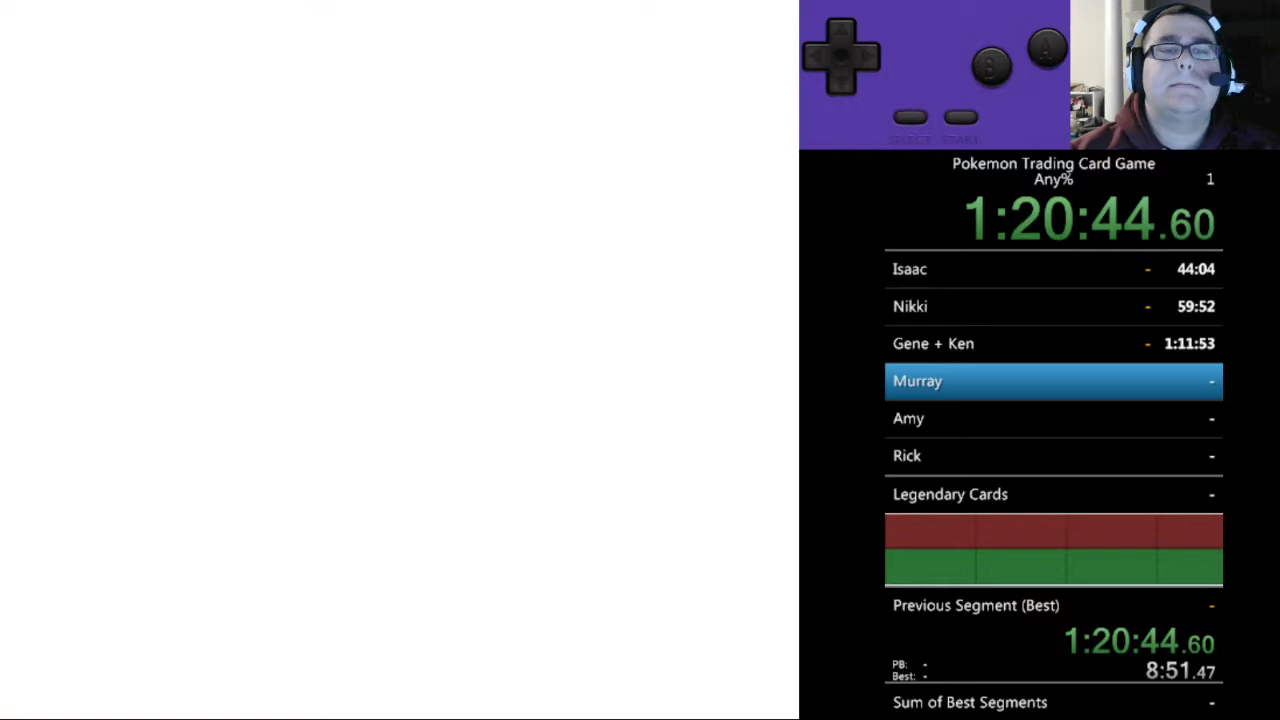 B
A
SELECT START
Pokemon Trading Card Game
Any% 1
1:20:44.60
Isaac - 44:04
Nikki - 59:52
Gene + Ken - 1:11:53
Murray -
Amy -
Rick -
Legendary Cards -
Previous Segment (Best) -
1:20:44.60
PB: -
Best: - 8:51.47
Sum of Best Segments -